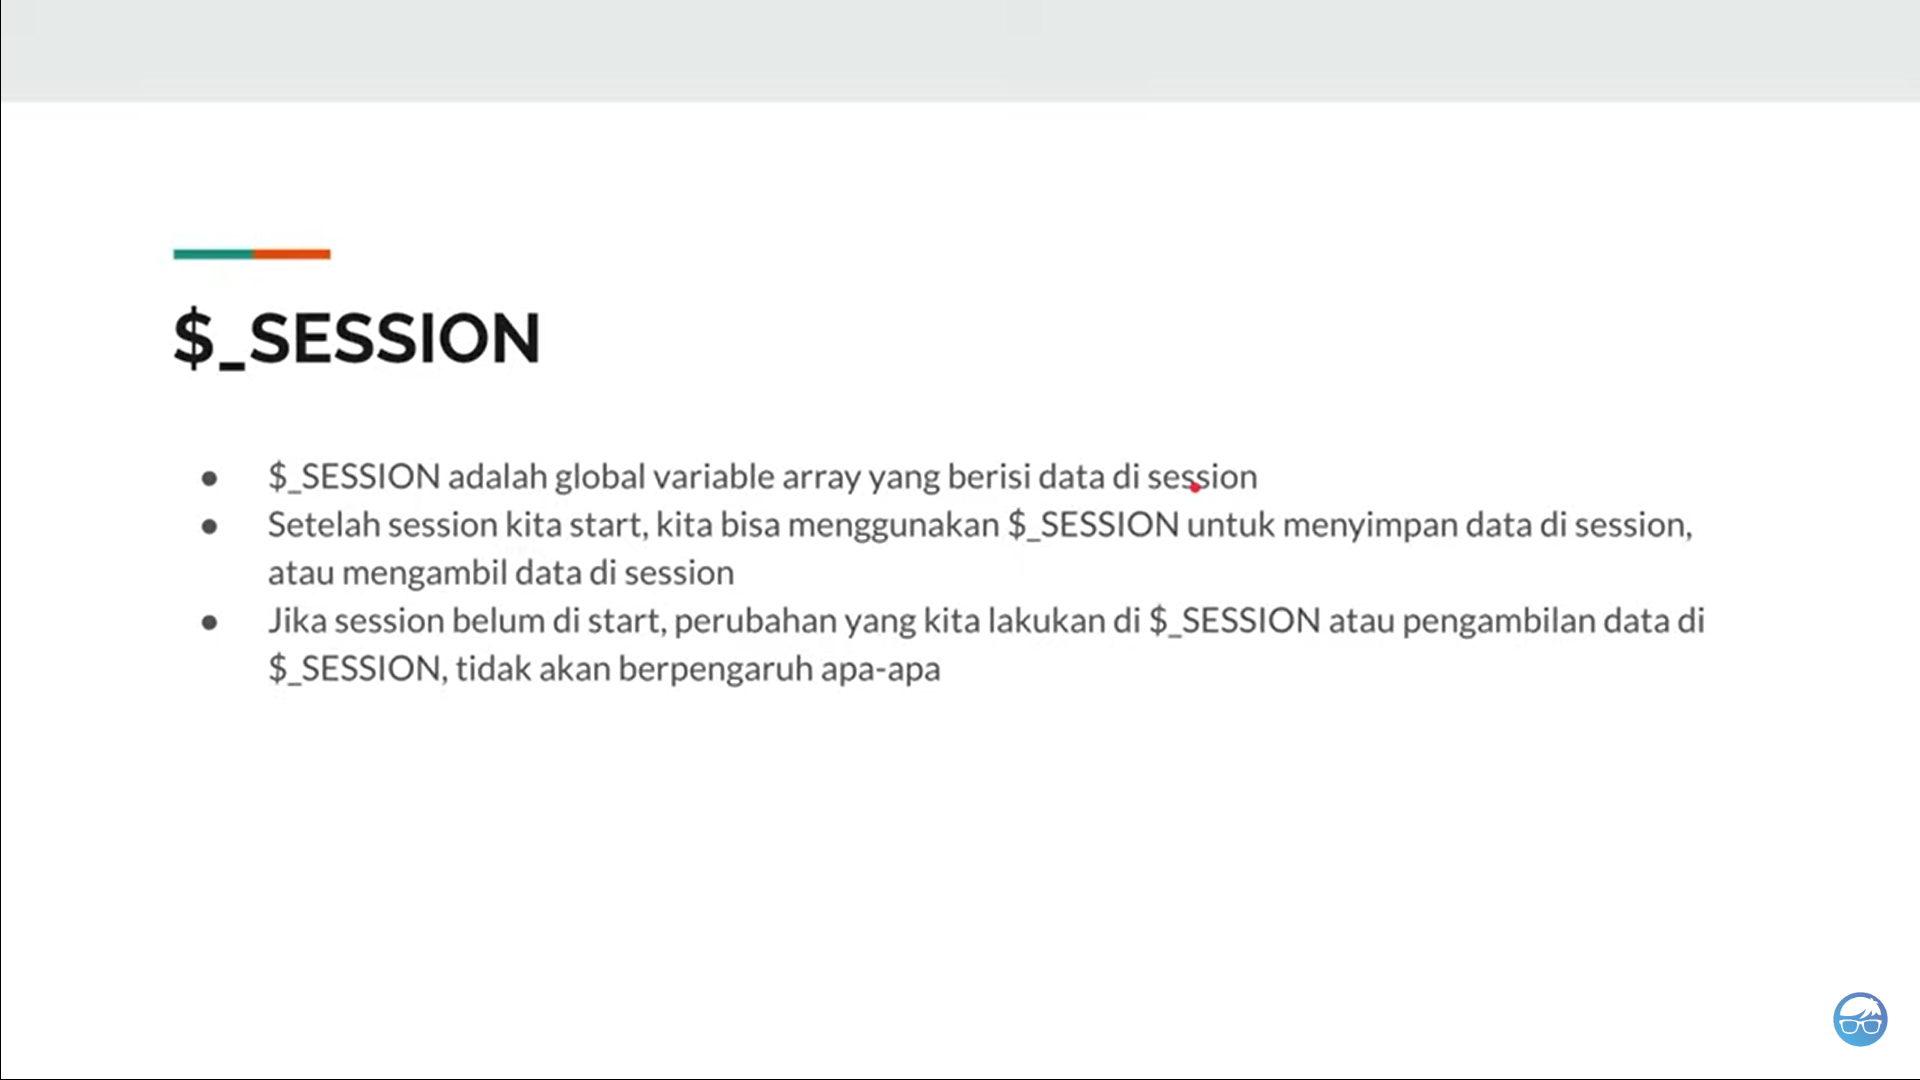 $_SESSION
● $_SESSION adalah global variable array yang berisi data di session
● Setelah session kita start, kita bisa menggunakan $_SESSION untuk menyimpan data di session,
atau mengambil data di session
● Jika session belum di start, perubahan yang kita lakukan di $_SESSION atau pengambilan data di
$_SESSION, tidak akan berpengaruh apa-apa